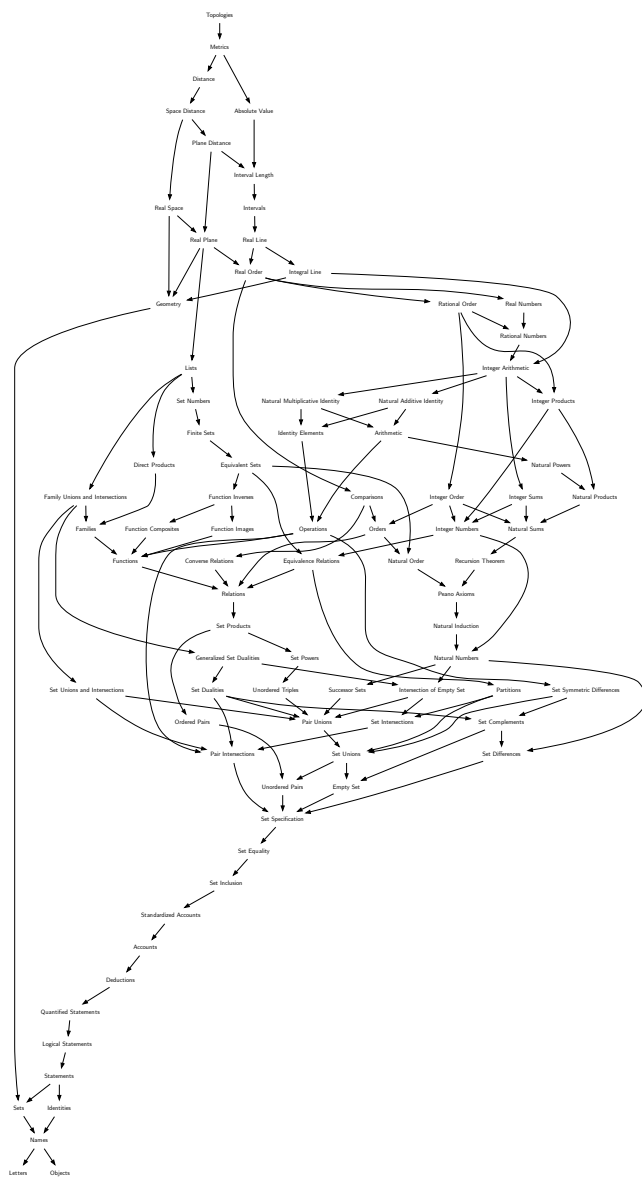 Topologies
Metrics
Distance
Space Distance
Absolute Value
Plane Distance
Interval Length
Real Space
Intervals
Real Plane
Real Line
Real Order
Integral Line
Geometry
Rational Order
Real Numbers
Rational Numbers
Lists
Integer Arithmetic
Set Numbers
Natural Multiplicative Identity
Natural Additive Identity
Integer Products
Finite Sets
Identity Elements
Arithmetic
Direct Products
Equivalent Sets
Natural Powers
Family Unions and Intersections
Function Inverses
Comparisons
Integer Order
Integer Sums
Natural Products
Families
Function Composites
Function Images
Operations
Orders
Integer Numbers
Natural Sums
Functions
Converse Relations
Equivalence Relations
Natural Order
Recursion Theorem
Relations
Peano Axioms
Set Products
Natural Induction
Generalized Set Dualities
Set Powers
Natural Numbers
Set Unions and Intersections
Set Dualities
Unordered Triples
Successor Sets
Intersection of Empty Set
Partitions
Set Symmetric Differences
Ordered Pairs
Pair Unions
Set Intersections
Set Complements
Pair Intersections
Set Unions
Set Differences
Unordered Pairs
Empty Set
Set Specification
Set Equality
Set Inclusion
Standardized Accounts
Accounts
Deductions
Quantified Statements
Logical Statements
Statements
Sets
Identities
Names
Letters
Objects